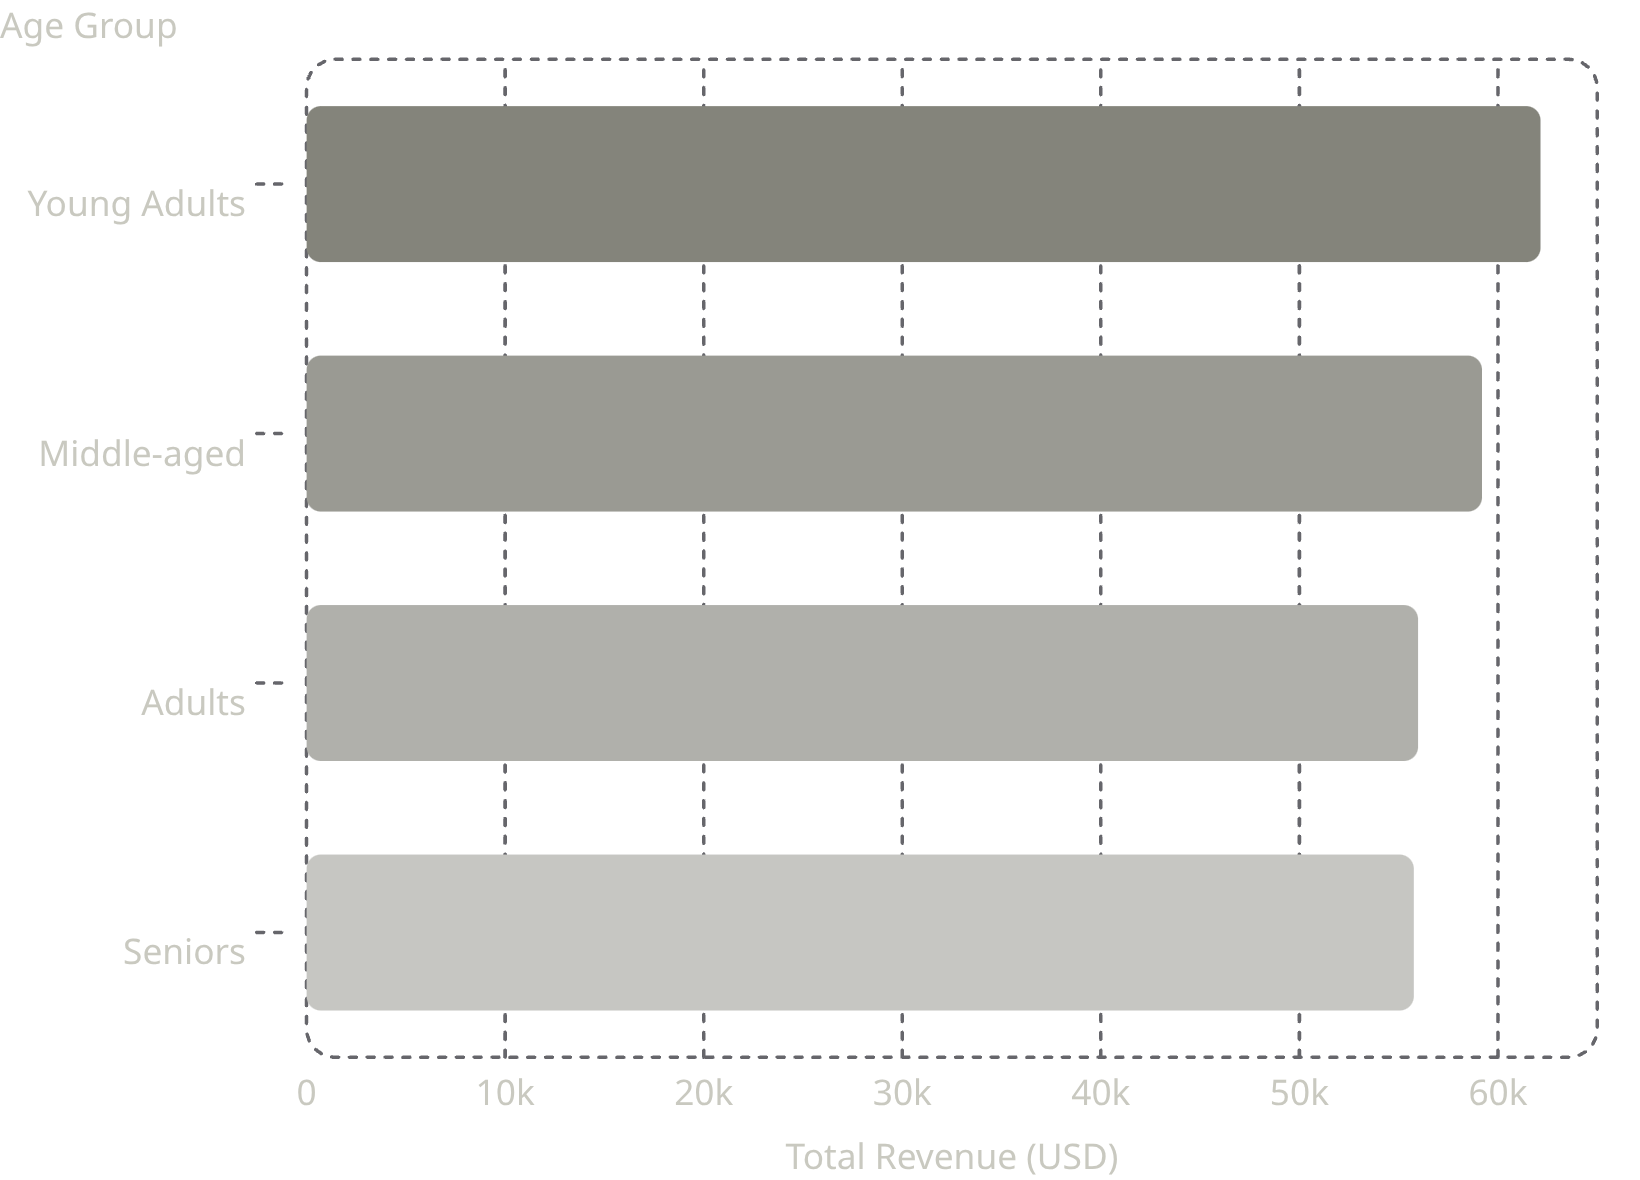 Age Group
Young Adults
Middle-aged
Adults
Seniors
0 10k 20k 30k 40k 50k 60k
Total Revenue (USD)